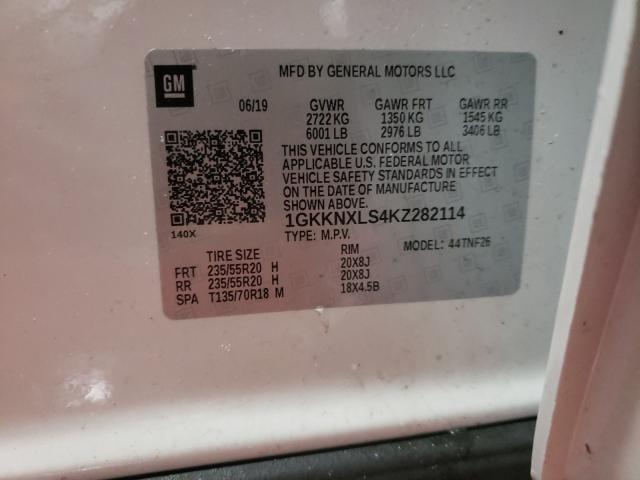 GM
MFD BY GENERAL MOTORS LLC
06/19 GVWR GAWR FRT GAWR RR
2722 KG 1350 KG 1545 KG
6001 LB 2976 LB 3406 LB
THIS VEHICLE CONFORMS TO ALL
APPLICABLE U.S. FEDERAL MOTOR
VEHICLE SAFETY STANDARDS IN EFFECT
ON THE DATE OF MANUFACTURE
SHOWN ABOVE.
140X
1GKKNXLS4KZ282114
TYPE: M.P.V. MODEL: 44TNF26
TIRE SIZE RIM
FRT 235/55R20 H 20X8J
RR 235/55R20 H 20X8J
SPA T135/70R18 M 18X4.5B